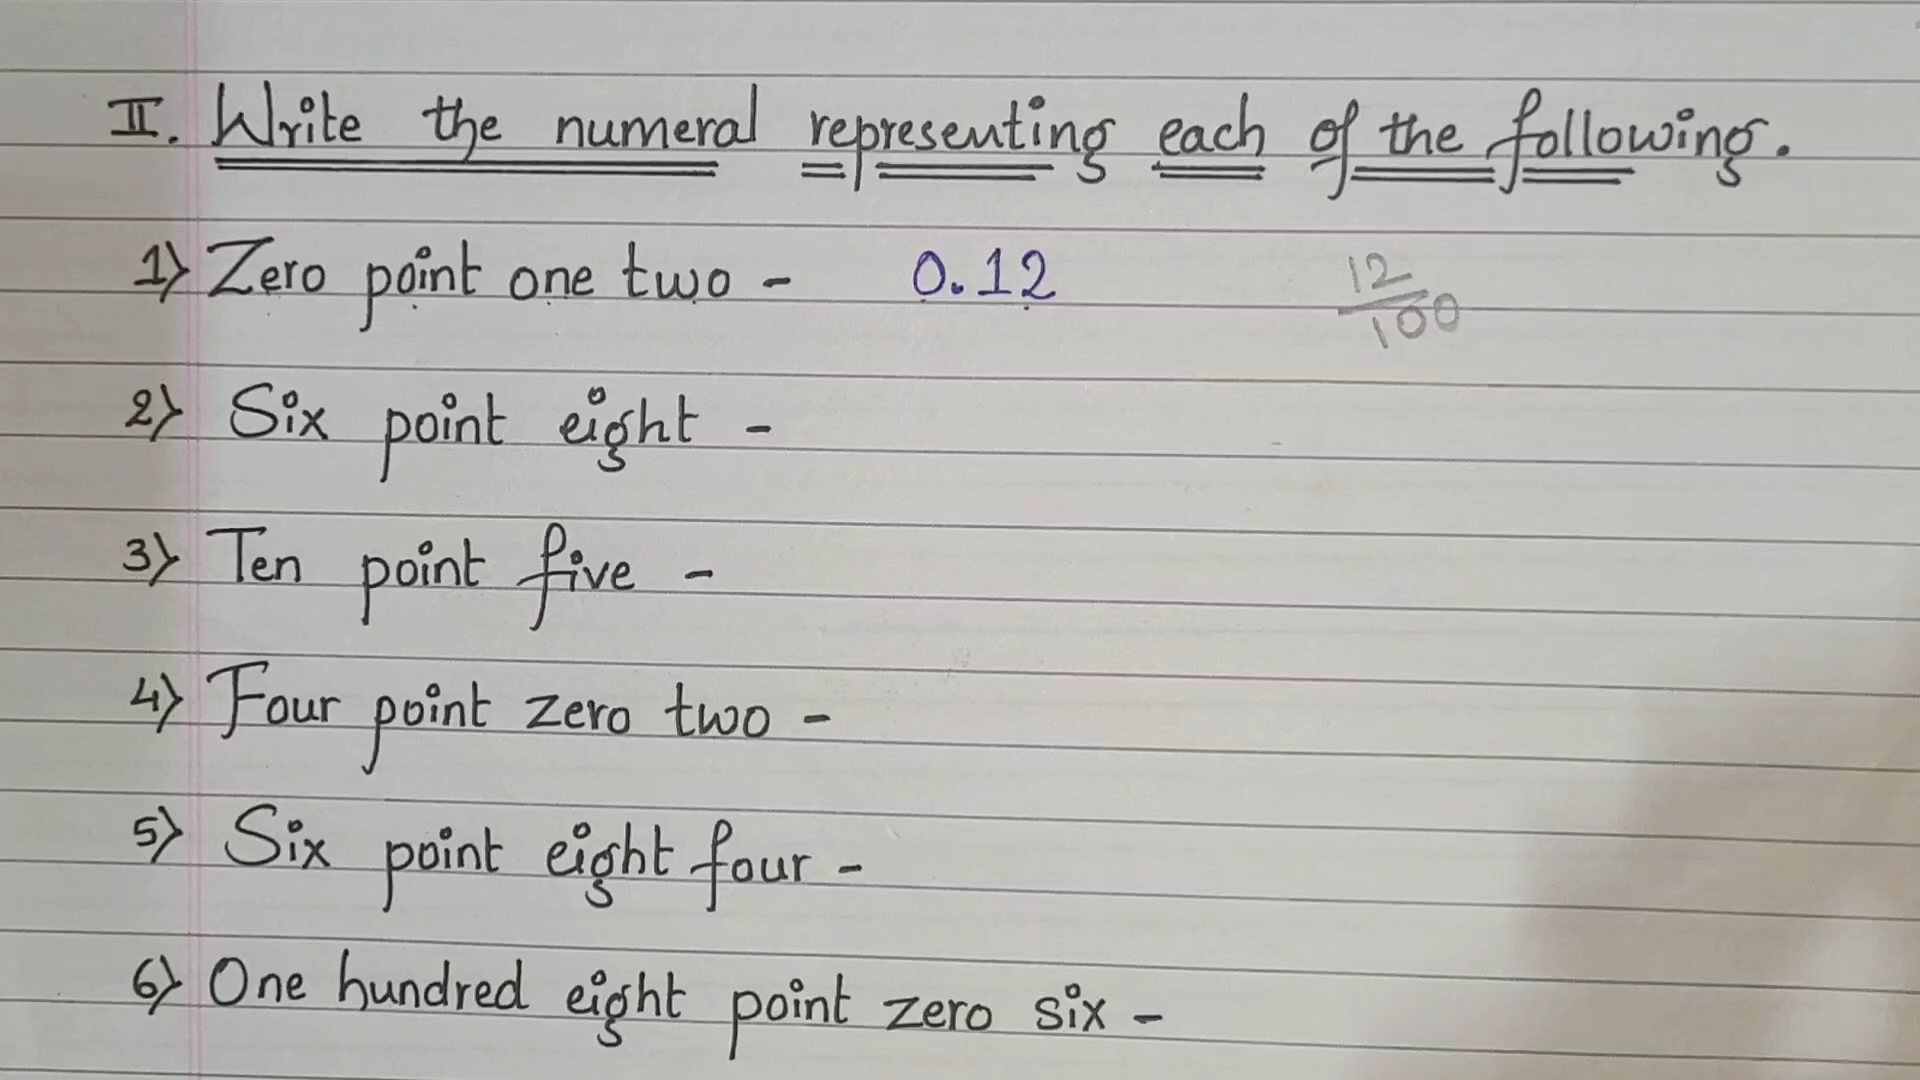 II. Write the numeral representing each of the following.
1) Zero point one two - 0.12 12/100
2) Six point eight -
3) Ten point five -
4) Four point zero two -
5) Six point eight four -
6) One hundred eight point zero six -